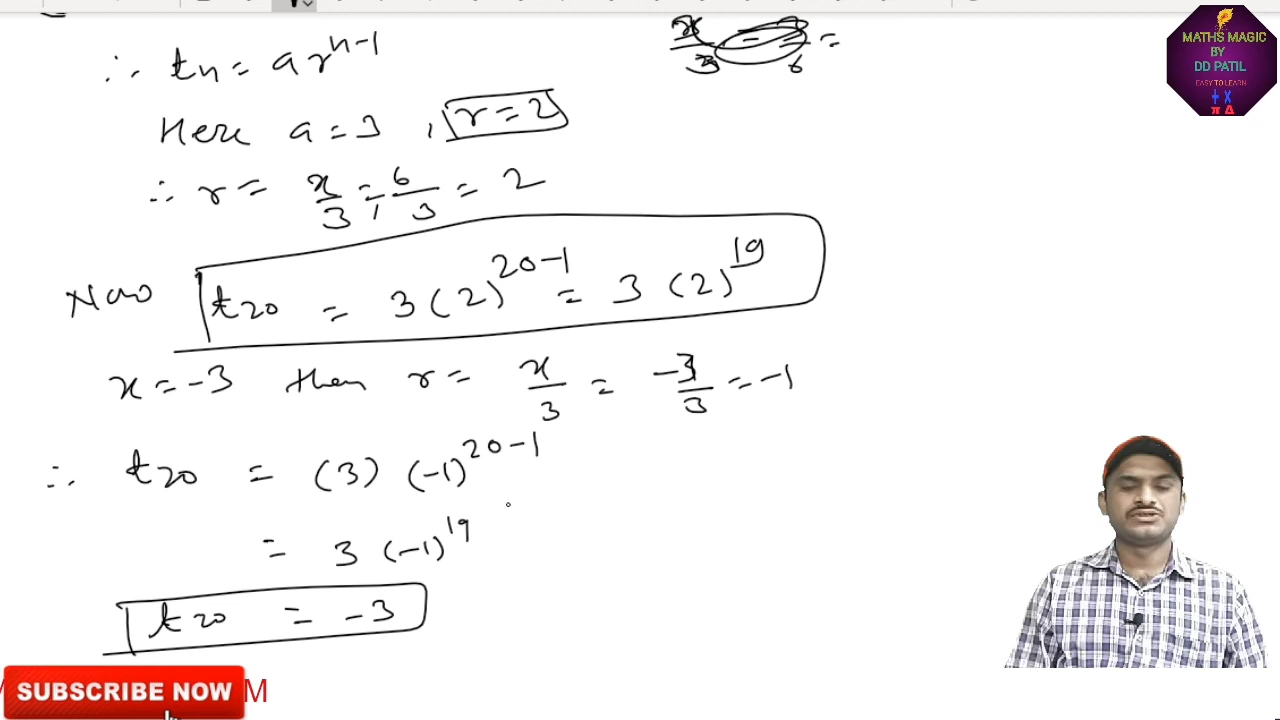 ∴ tn = a r^n-1
x/3 = 6 =
MATHS MAGIC
BY
DD PATIL
EASY TO LEARN
+ X
π Δ
Here a = 3 , r = 2
∴ r = x/3 = 6/3 = 2
Now t20 = 3 (2)^20-1 = 3 (2)^19
x = -3 then r = x/3 = -3/3 = -1
∴ t20 = (3) (-1)^20-1
= 3 (-1)^19
t20 = -3
SUBSCRIBE NOW
M